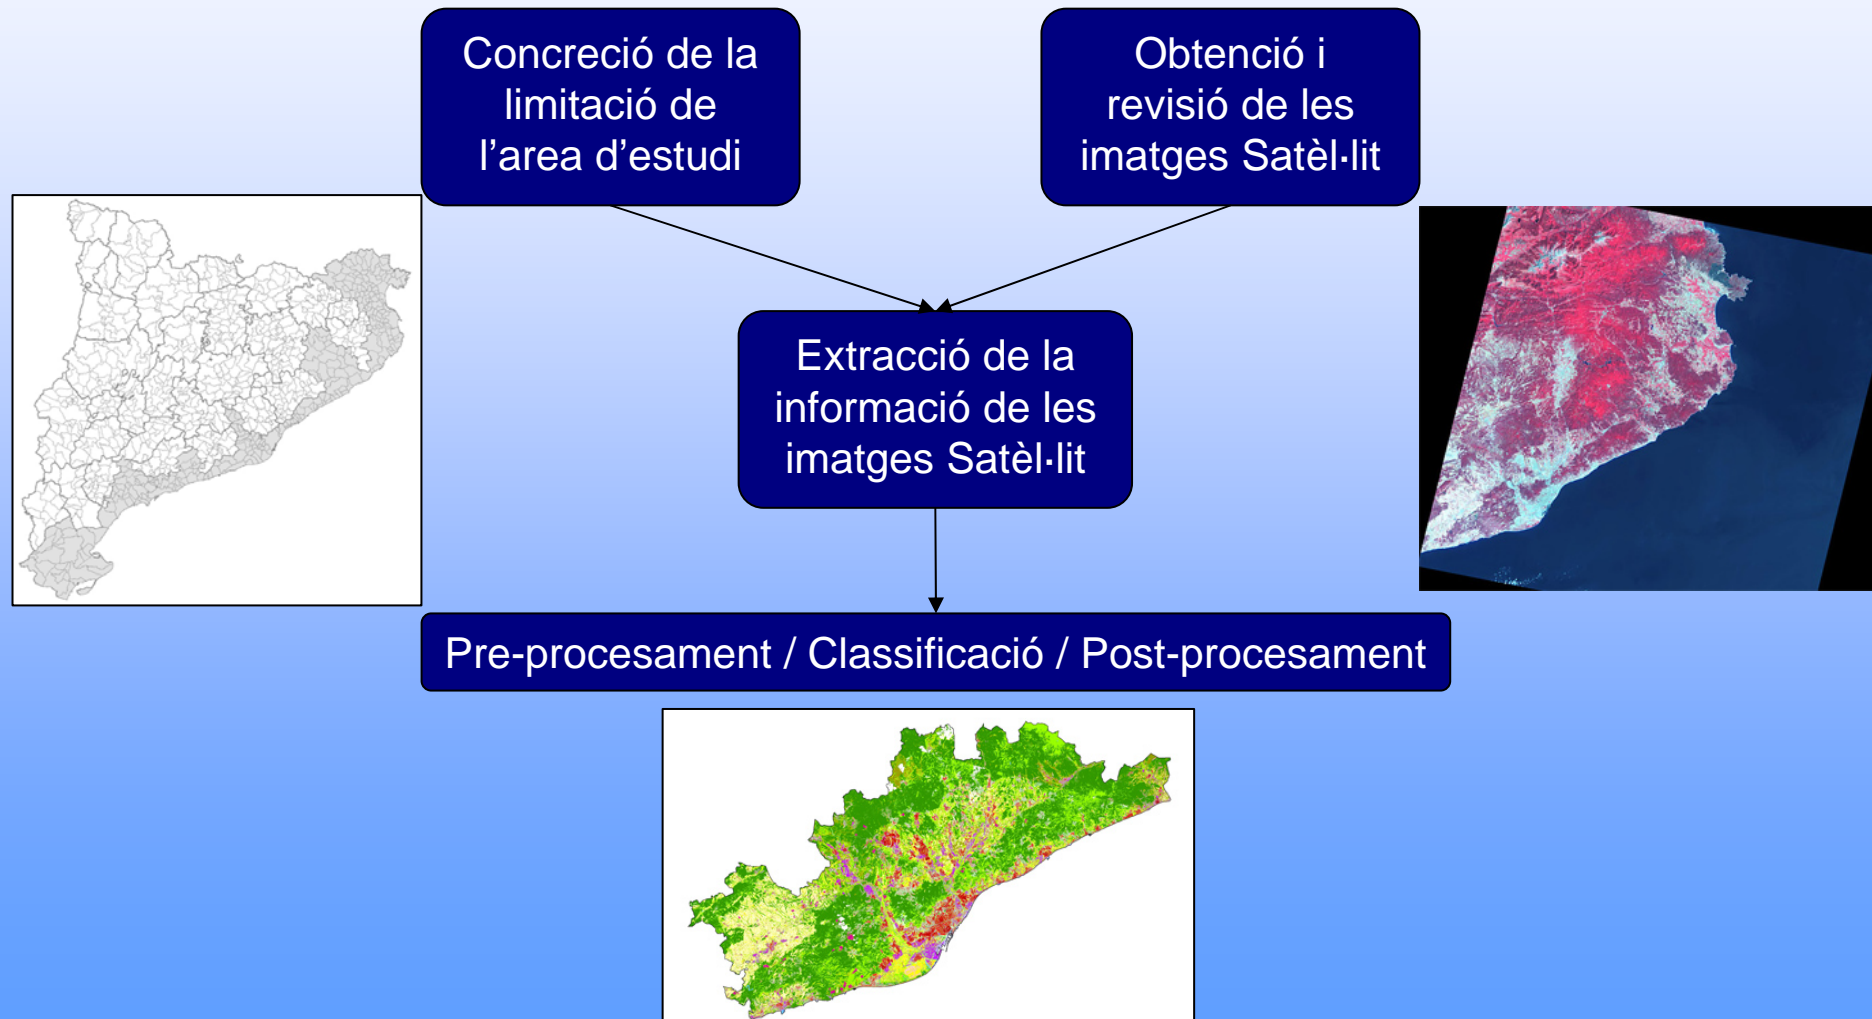 Concreció de la
limitació de
l’area d’estudi
Obtenció i
revisió de les
imatges Satèl·lit
Extracció de la
informació de les
imatges Satèl·lit
Pre-procesament / Classificació / Post-procesament